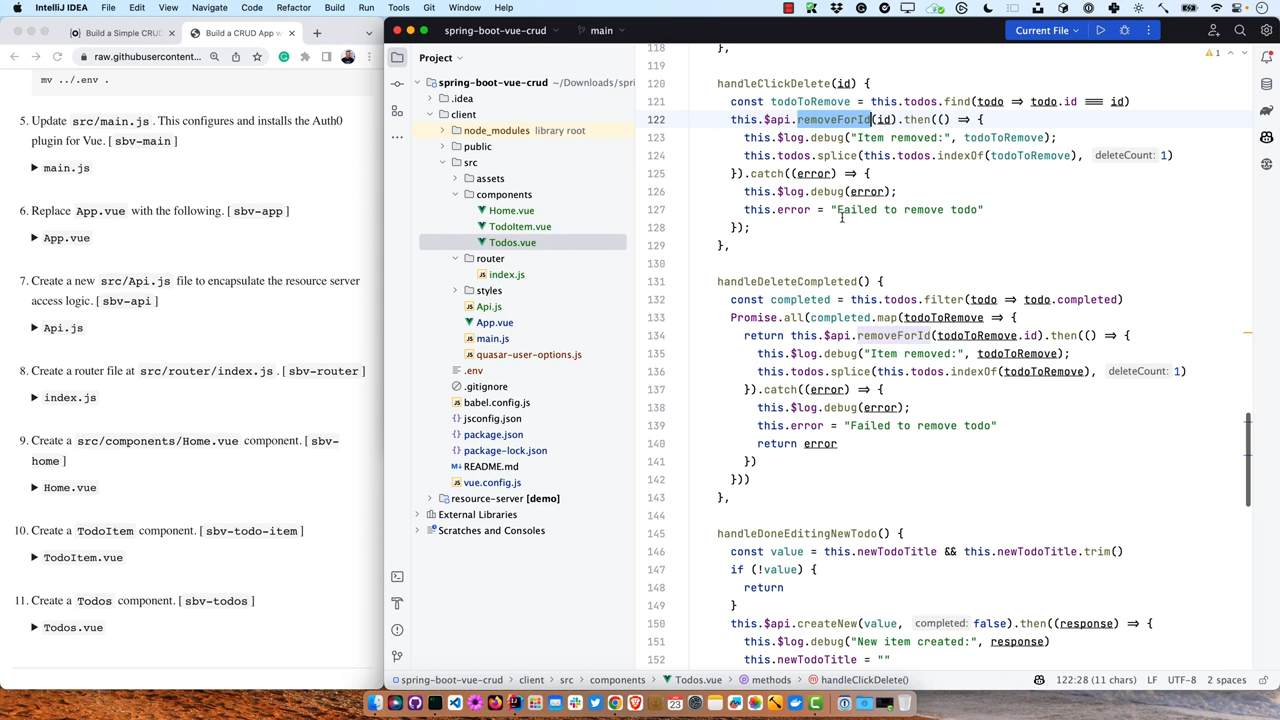 IntelliJ IDEA File Edit View Navigate Code Refactor Build Run Tools Git Window Help
Build a Simple CRUD
Build a CRUD App w
raw.githubusercontent...
mv ../.env .
5. Update src/main.js. This configures and installs the Auth0
plugin for Vue. [sbv-main]
main.js
6. Replace App.vue with the following. [sbv-app]
App.vue
7. Create a new src/Api.js file to encapsulate the resource server
access logic. [sbv-api]
Api.js
8. Create a router file at src/router/index.js. [sbv-router]
index.js
9. Create a src/components/Home.vue component. [sbv-
home]
Home.vue
10. Create a TodoItem component. [sbv-todo-item]
TodoItem.vue
11. Create a Todos component. [sbv-todos]
Todos.vue
spring-boot-vue-crud main Current File
Project
spring-boot-vue-crud ~/Downloads/spri
.idea
client
node_modules library root
public
src
assets
components
Home.vue
TodoItem.vue
Todos.vue
router
index.js
styles
Api.js
App.vue
main.js
quasar-user-options.js
.env
.gitignore
babel.config.js
jsconfig.json
package.json
package-lock.json
README.md
vue.config.js
resource-server [demo]
External Libraries
Scratches and Consoles
1
118 },
119
120 handleClickDelete(id) {
121 const todoToRemove = this.todos.find(todo => todo.id === id)
122 this.$api.removeForId(id).then(() => {
123 this.$log.debug("Item removed:", todoToRemove);
124 this.todos.splice(this.todos.indexOf(todoToRemove), deleteCount: 1)
125 }).catch((error) => {
126 this.$log.debug(error);
127 this.error = "Failed to remove todo"
128 });
129 },
130
131 handleDeleteCompleted() {
132 const completed = this.todos.filter(todo => todo.completed)
133 Promise.all(completed.map(todoToRemove => {
134 return this.$api.removeForId(todoToRemove.id).then(() => {
135 this.$log.debug("Item removed:", todoToRemove);
136 this.todos.splice(this.todos.indexOf(todoToRemove), deleteCount: 1)
137 }).catch((error) => {
138 this.$log.debug(error);
139 this.error = "Failed to remove todo"
140 return error
141 })
142 }))
143 },
144
145 handleDoneEditingNewTodo() {
146 const value = this.newTodoTitle && this.newTodoTitle.trim()
147 if (!value) {
148 return
149 }
150 this.$api.createNew(value, completed: false).then((response) => {
151 this.$log.debug("New item created:", response)
152 this.newTodoTitle = ""
spring-boot-vue-crud > client > src > components > Todos.vue > methods > handleClickDelete()
122:28 (11 chars) LF UTF-8 2 spaces